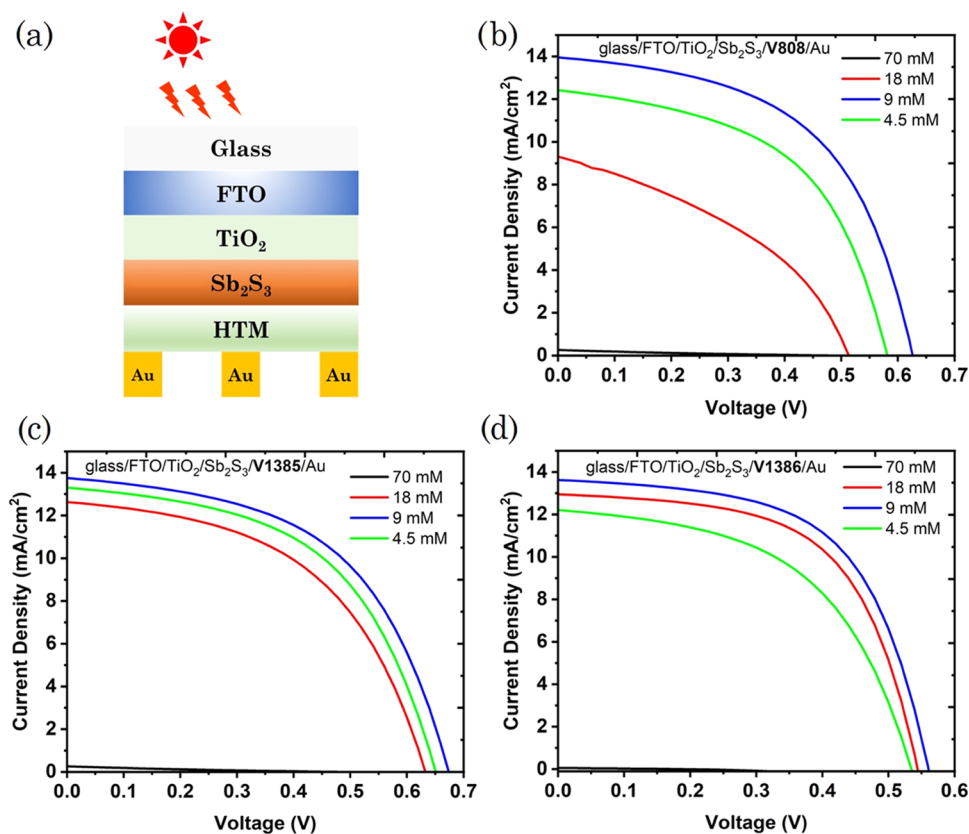 (a)
Glass
FTO
TiO₂
Sb₂S₃
HTM
Au Au Au
(b)
glass/FTO/TiO₂/Sb₂S₃/V808/Au
70 mM
18 mM
9 mM
4.5 mM
Current Density (mA/cm²)
14
12
10
8
6
4
2
0
0.0 0.1 0.2 0.3 0.4 0.5 0.6 0.7
Voltage (V)
(c)
glass/FTO/TiO₂/Sb₂S₃/V1385/Au
70 mM
18 mM
9 mM
4.5 mM
Current Density (mA/cm²)
14
12
10
8
6
4
2
0
0.0 0.1 0.2 0.3 0.4 0.5 0.6 0.7
Voltage (V)
(d)
glass/FTO/TiO₂/Sb₂S₃/V1386/Au
70 mM
18 mM
9 mM
4.5 mM
Current Density (mA/cm²)
14
12
10
8
6
4
2
0
0.0 0.1 0.2 0.3 0.4 0.5 0.6
Voltage (V)